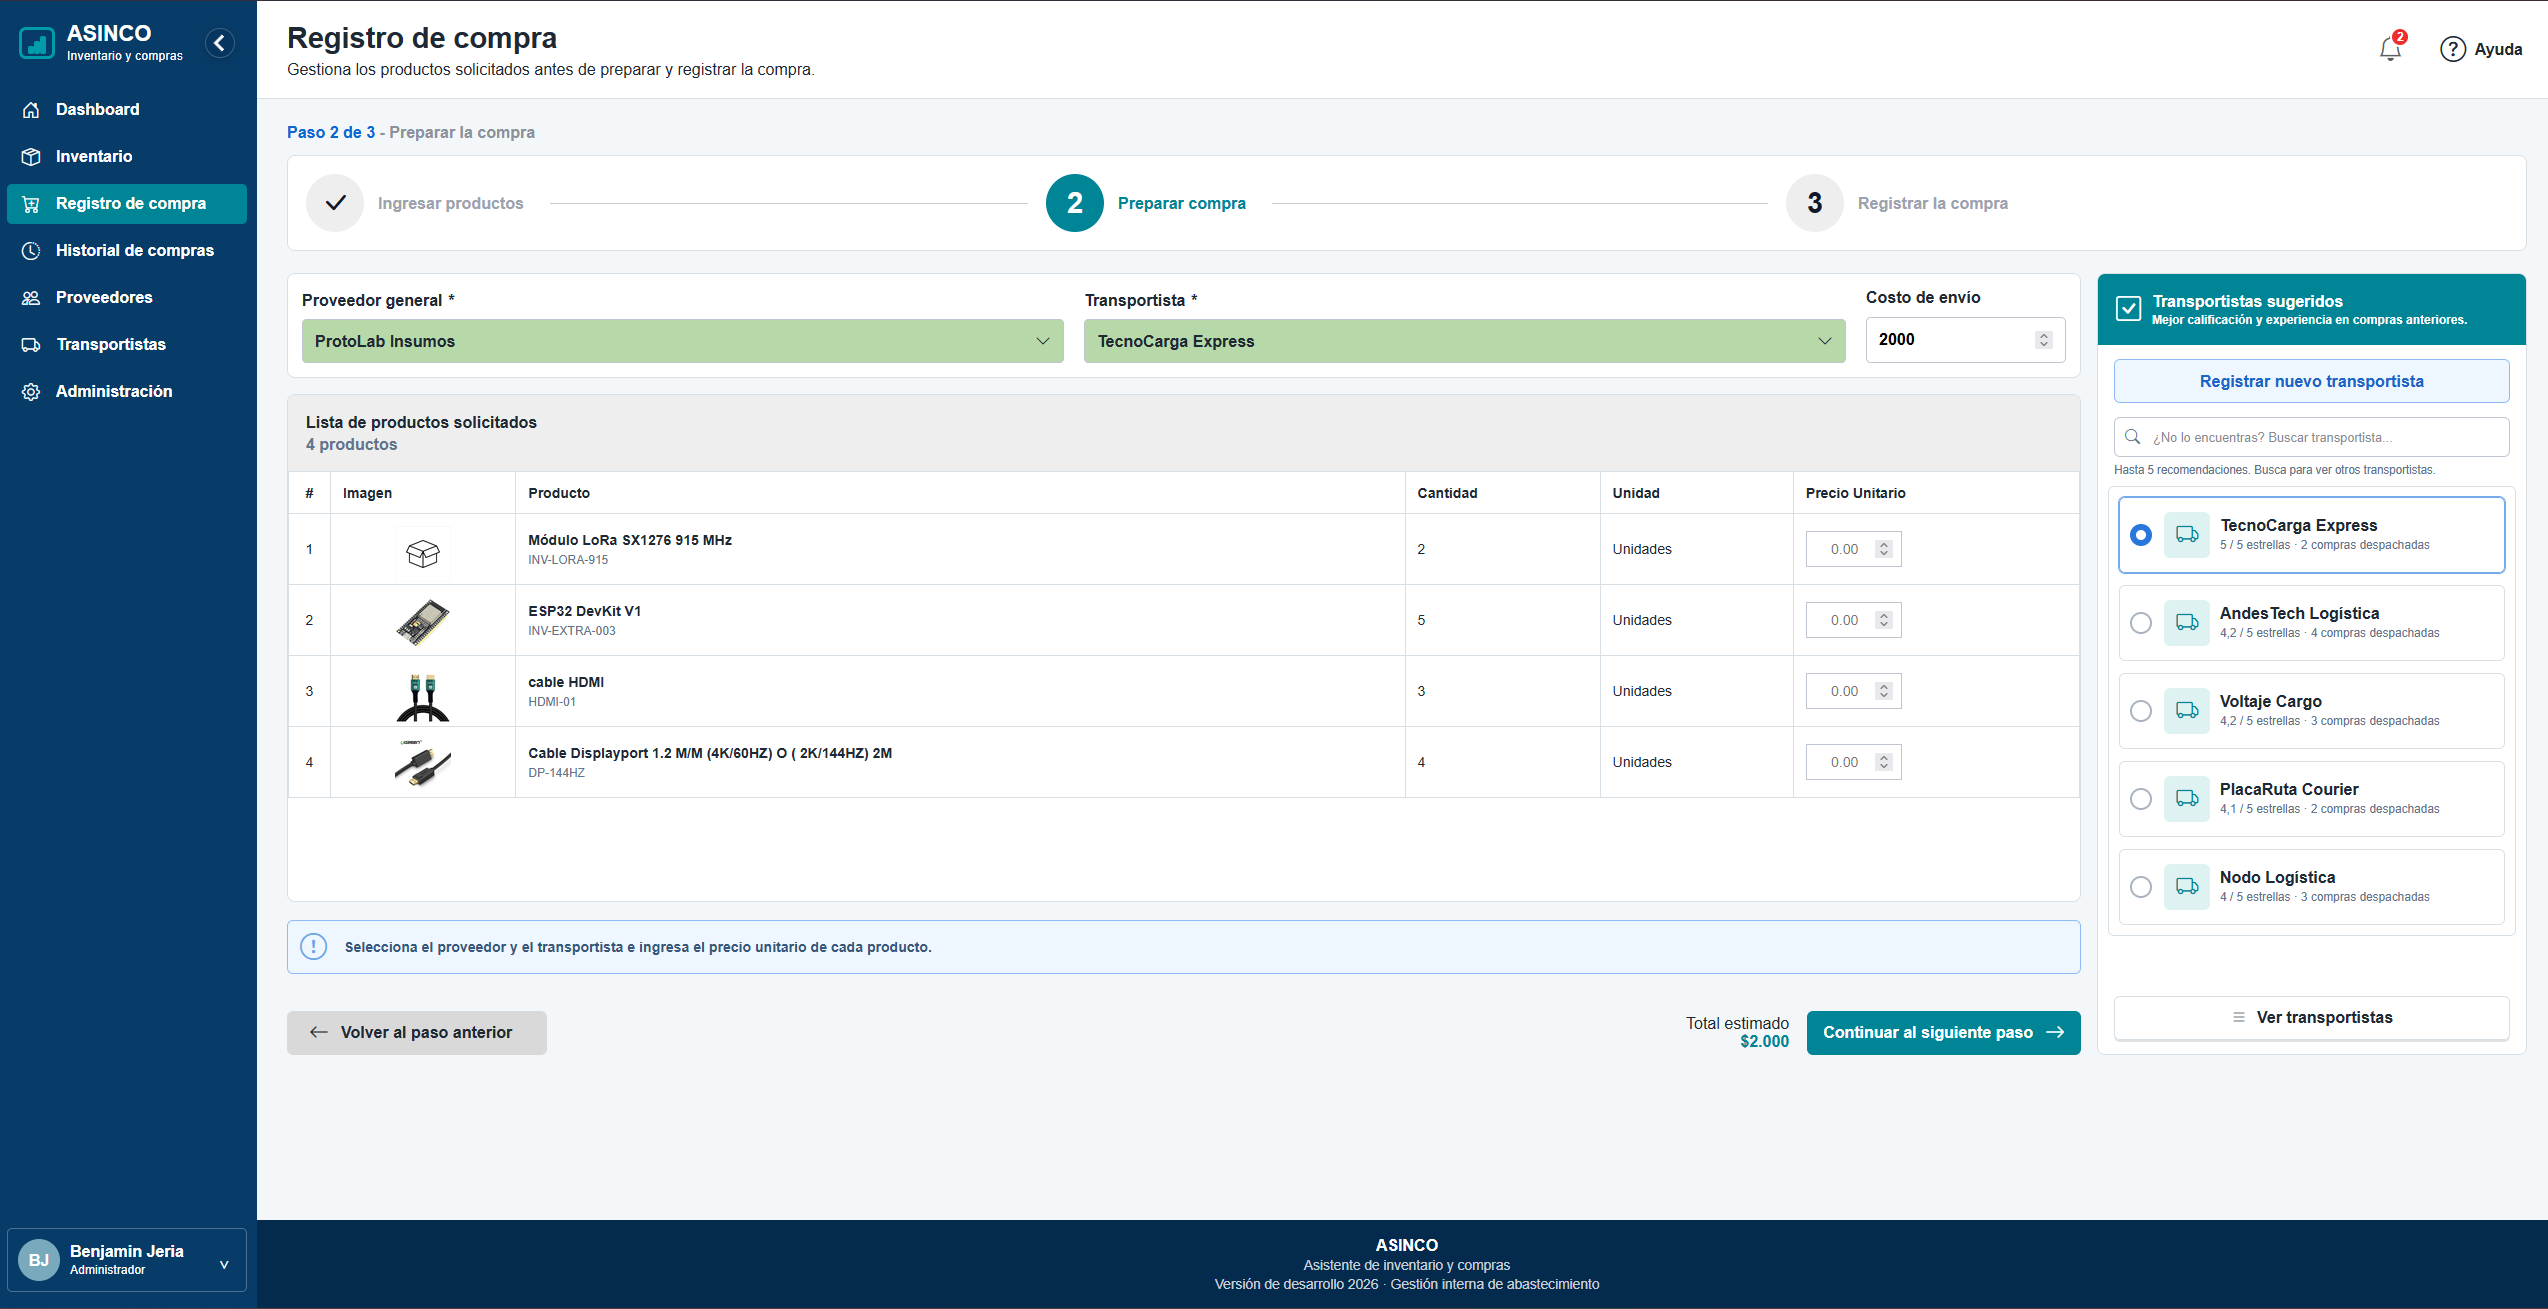 ASINCO
Inventario y compras
Dashboard
Inventario
Registro de compra
Historial de compras
Proveedores
Transportistas
Administración
BJ
Benjamin Jeria
Administrador
Registro de compra
Gestiona los productos solicitados antes de preparar y registrar la compra.
2
? Ayuda
Paso 2 de 3 - Preparar la compra
Ingresar productos
2 Preparar compra
3 Registrar la compra
Proveedor general *
ProtoLab Insumos
Transportista *
TecnoCarga Express
Costo de envío
2000
Lista de productos solicitados
4 productos
# Imagen Producto Cantidad Unidad Precio Unitario
1 Módulo LoRa SX1276 915 MHz 2 Unidades 0.00
INV-LORA-915
2 ESP32 DevKit V1 5 Unidades 0.00
INV-EXTRA-003
3 cable HDMI 3 Unidades 0.00
HDMI-01
4 Cable Displayport 1.2 M/M (4K/60HZ) O ( 2K/144HZ) 2M 4 Unidades 0.00
DP-144HZ
Selecciona el proveedor y el transportista e ingresa el precio unitario de cada producto.
Volver al paso anterior
Total estimado
$2.000
Continuar al siguiente paso
Transportistas sugeridos
Mejor calificación y experiencia en compras anteriores.
Registrar nuevo transportista
¿No lo encuentras? Buscar transportista...
Hasta 5 recomendaciones. Busca para ver otros transportistas.
TecnoCarga Express
5 / 5 estrellas · 2 compras despachadas
AndesTech Logística
4,2 / 5 estrellas · 4 compras despachadas
Voltaje Cargo
4,2 / 5 estrellas · 3 compras despachadas
PlacaRuta Courier
4,1 / 5 estrellas · 2 compras despachadas
Nodo Logística
4 / 5 estrellas · 3 compras despachadas
Ver transportistas
ASINCO
Asistente de inventario y compras
Versión de desarrollo 2026 · Gestión interna de abastecimiento